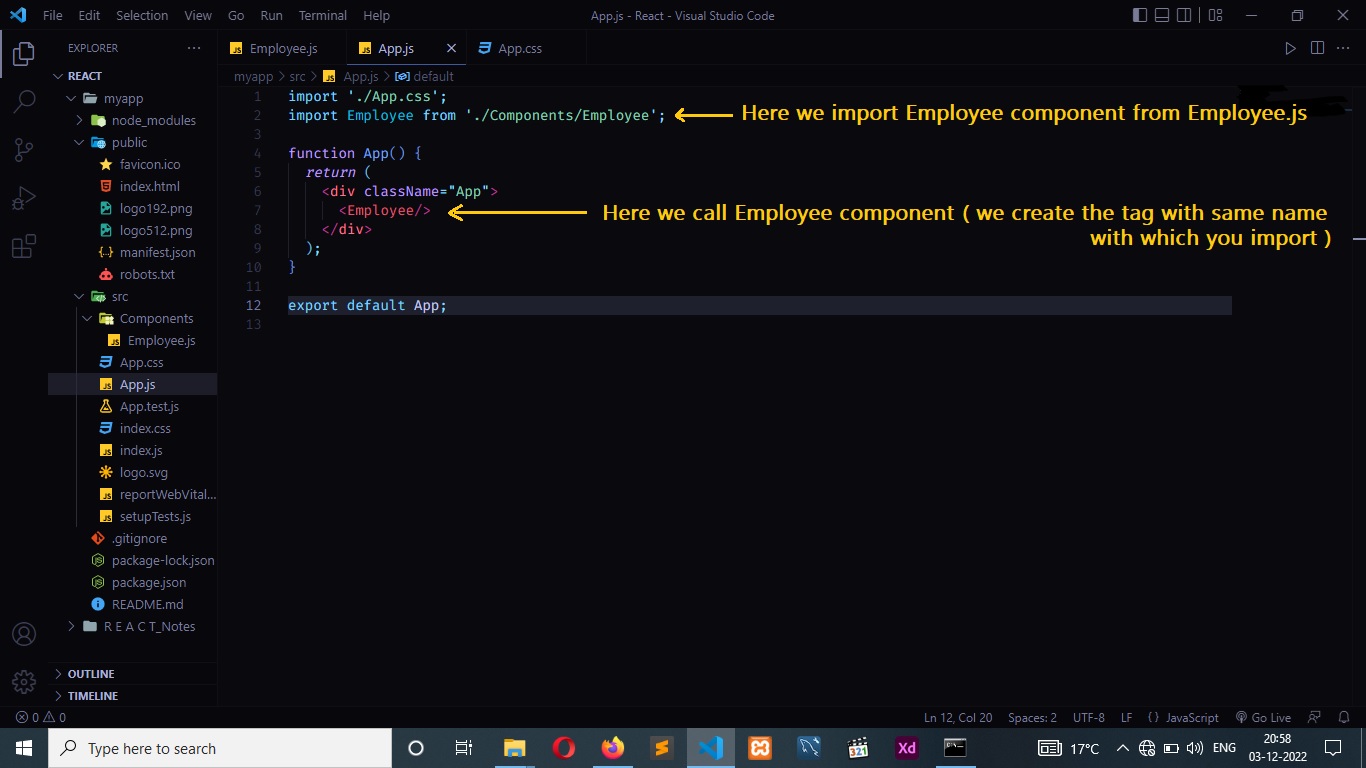 File Edit Selection View Go Run Terminal Help App.js - React - Visual Studio Code
EXPLORER
Employee.js App.js App.css
REACT
myapp > src > App.js > default
myapp
node_modules
public
favicon.ico
index.html
logo192.png
logo512.png
manifest.json
robots.txt
src
Components
Employee.js
App.css
App.js
App.test.js
index.css
index.js
logo.svg
reportWebVital...
setupTests.js
.gitignore
package-lock.json
package.json
README.md
R E A C T_Notes
OUTLINE
TIMELINE
1 import './App.css';
2 import Employee from './Components/Employee';
Here we import Employee component from Employee.js
3
4 function App() {
5 return (
6 <div className="App">
7 <Employee/>
Here we call Employee component ( we create the tag with same name
with which you import )
8 </div>
9 );
10 }
11
12 export default App;
13
0 0 Ln 12, Col 20 Spaces: 2 UTF-8 LF {} JavaScript Go Live
Type here to search
321
Xd
17°C ENG
20:58
03-12-2022